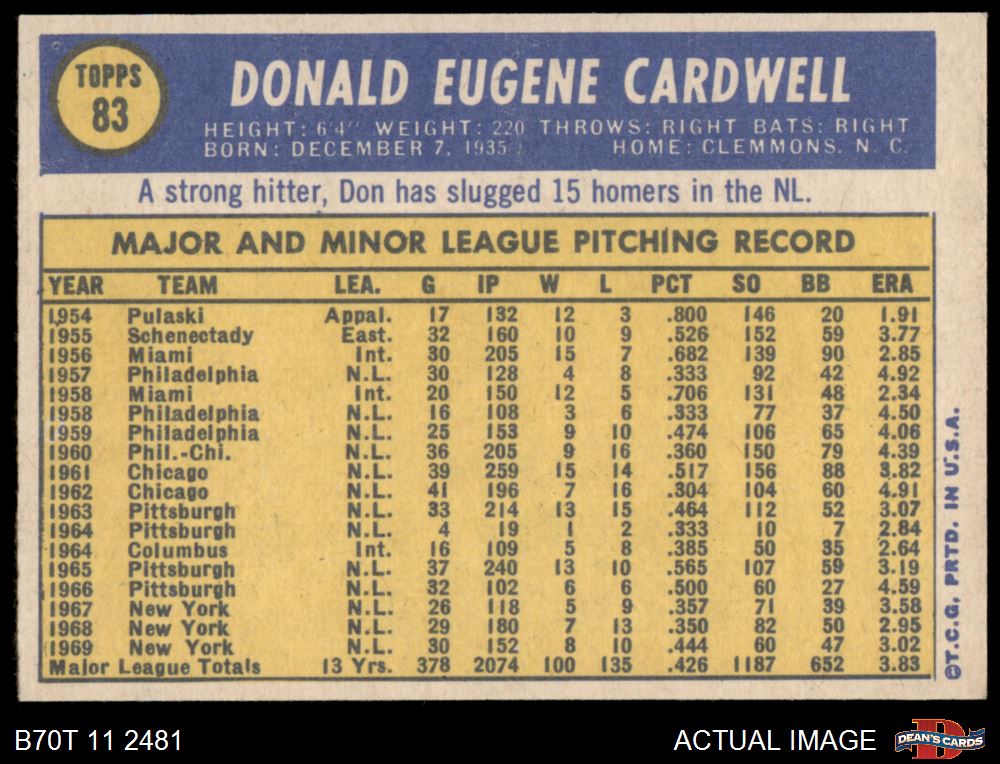 TOPPS
83
DONALD EUGENE CARDWELL
HEIGHT: 6'4" WEIGHT: 220 THROWS: RIGHT BATS: RIGHT
BORN: DECEMBER 7, 1935 HOME: CLEMMONS, N. C.
A strong hitter, Don has slugged 15 homers in the NL.
MAJOR AND MINOR LEAGUE PITCHING RECORD
YEAR TEAM LEA. G IP W L PCT SO BB ERA
1954 Pulaski Appal. 17 132 12 3 .800 146 20 1.91
1955 Schenectady East. 32 160 10 9 .526 152 59 3.77
1956 Miami Int. 30 205 15 7 .682 139 90 2.85
1957 Philadelphia N.L. 30 128 4 8 .333 92 42 4.92
1958 Miami Int. 20 150 12 5 .706 131 48 2.34
1958 Philadelphia N.L. 16 108 3 6 .333 77 37 4.50
1959 Philadelphia N.L. 25 153 9 10 .474 106 65 4.06
1960 Phil.-Chi. N.L. 36 205 9 16 .360 150 79 4.39
1961 Chicago N.L. 39 259 15 14 .517 156 88 3.82
1962 Chicago N.L. 41 196 7 16 .304 104 60 4.91
1963 Pittsburgh N.L. 33 214 13 15 .464 112 52 3.07
1964 Pittsburgh N.L. 4 19 1 2 .333 10 7 2.84
1964 Columbus Int. 16 109 5 8 .385 50 35 2.64
1965 Pittsburgh N.L. 37 240 13 10 .565 107 59 3.19
1966 Pittsburgh N.L. 32 102 6 6 .500 60 27 4.59
1967 New York N.L. 26 118 5 9 .357 71 39 3.58
1968 New York N.L. 29 180 7 13 .350 82 50 2.95
1969 New York N.L. 30 152 8 10 .444 60 47 3.02
Major League Totals 13 Yrs. 378 2074 100 135 .426 1187 652 3.83
©T.C.G. PRTD. IN U.S.A.
B70T 11 2481
ACTUAL IMAGE
DEAN'S CARDS